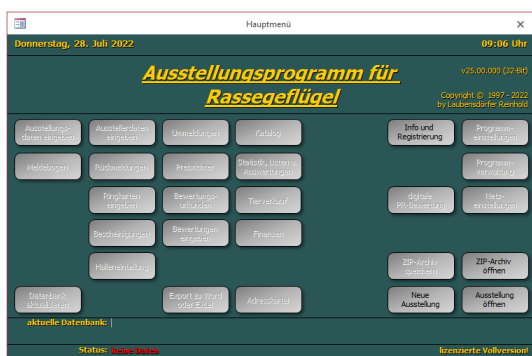 Hauptmenü
Donnerstag, 28. Juli 2022
09:06 Uhr
Ausstellungsprogramm für
Rassegeflügel
v25.00.000 (32-Bit)
Copyright © 1997 - 2022
by Laubensdörfer Reinhold
Ausstellungs-
daten eingeben
Ausstellerdaten
eingeben
Ummeldungen
Katalog
Info und
Registrierung
Programm-
einstellungen
Meldebogen
Rückmeldungen
Preisrichter
Statistik, Listen u.
Auswertungen
Programm-
verwaltung
Ringkarten
eingeben
Bewertungs-
urkunden
Tierverkauf
digitale
PR-Bewertung
Netz-
einstellungen
Bescheinigungen
Bewertungen
eingeben
Finanzen
Halleneinteilung
ZIP-Archiv
speichern
ZIP-Archiv
öffnen
Datenbank
aktualisieren
Export zu Word
oder Excel
Adresskartei
Neue
Ausstellung
Ausstellung
öffnen
aktuelle Datenbank:
Status: keine Daten
lizenzierte Vollversion!